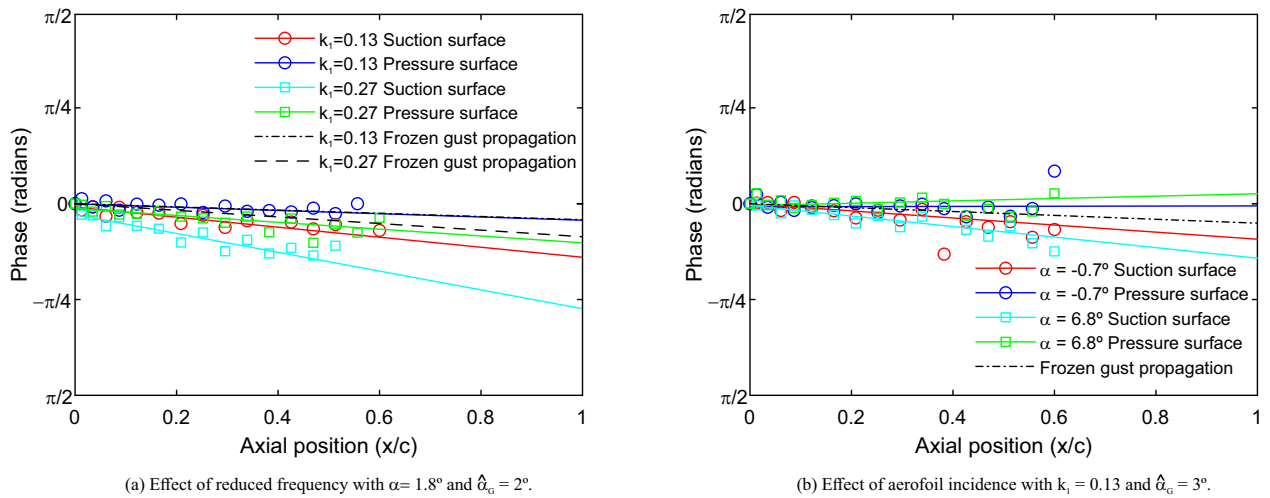 π/2
π/4
0
−π/4
π/2
0
0.2
0.4
0.6
0.8
1
Phase (radians)
Axial position (x/c)
k₁=0.13 Suction surface
k₁=0.13 Pressure surface
k₁=0.27 Suction surface
k₁=0.27 Pressure surface
k₁=0.13 Frozen gust propagation
k₁=0.27 Frozen gust propagation
(a) Effect of reduced frequency with α= 1.8º and α̂_G = 2º.
π/2
π/4
0
−π/4
π/2
0
0.2
0.4
0.6
0.8
1
Phase (radians)
Axial position (x/c)
α = -0.7º Suction surface
α = -0.7º Pressure surface
α = 6.8º Suction surface
α = 6.8º Pressure surface
Frozen gust propagation
(b) Effect of aerofoil incidence with k₁ = 0.13 and α̂_G = 3º.